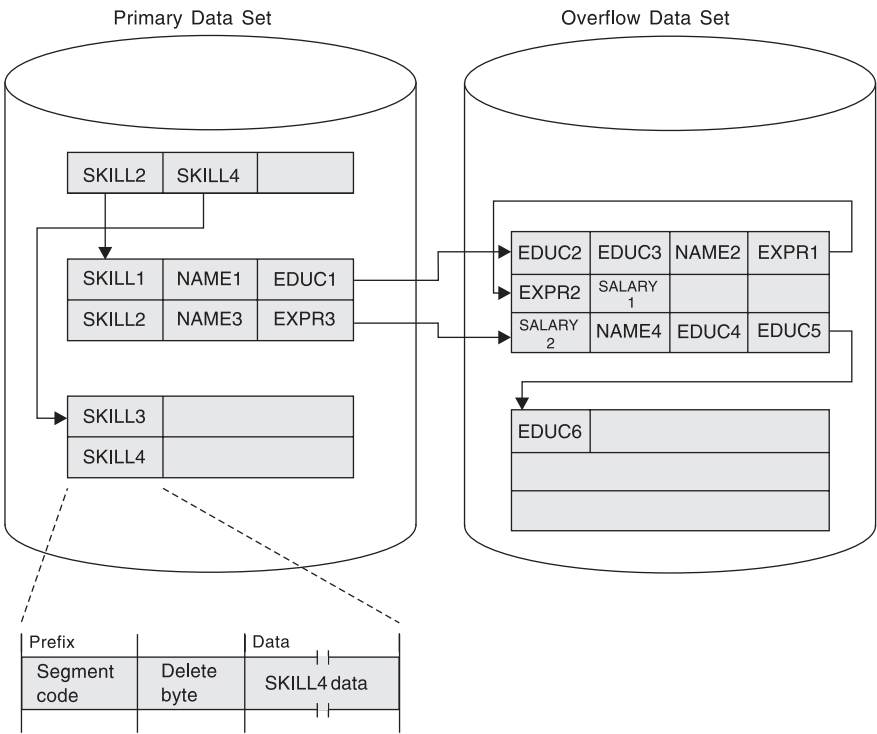 Primary Data Set
Overflow Data Set
SKILL2 SKILL4
SKILL1 NAME1 EDUC1
SKILL2 NAME3 EXPR3
SKILL3
SKILL4
EDUC2 EDUC3 NAME2 EXPR1
EXPR2 SALARY
1
SALARY
2
NAME4 EDUC4 EDUC5
EDUC6
Prefix
Data
Segment
code
Delete
byte
SKILL4 data